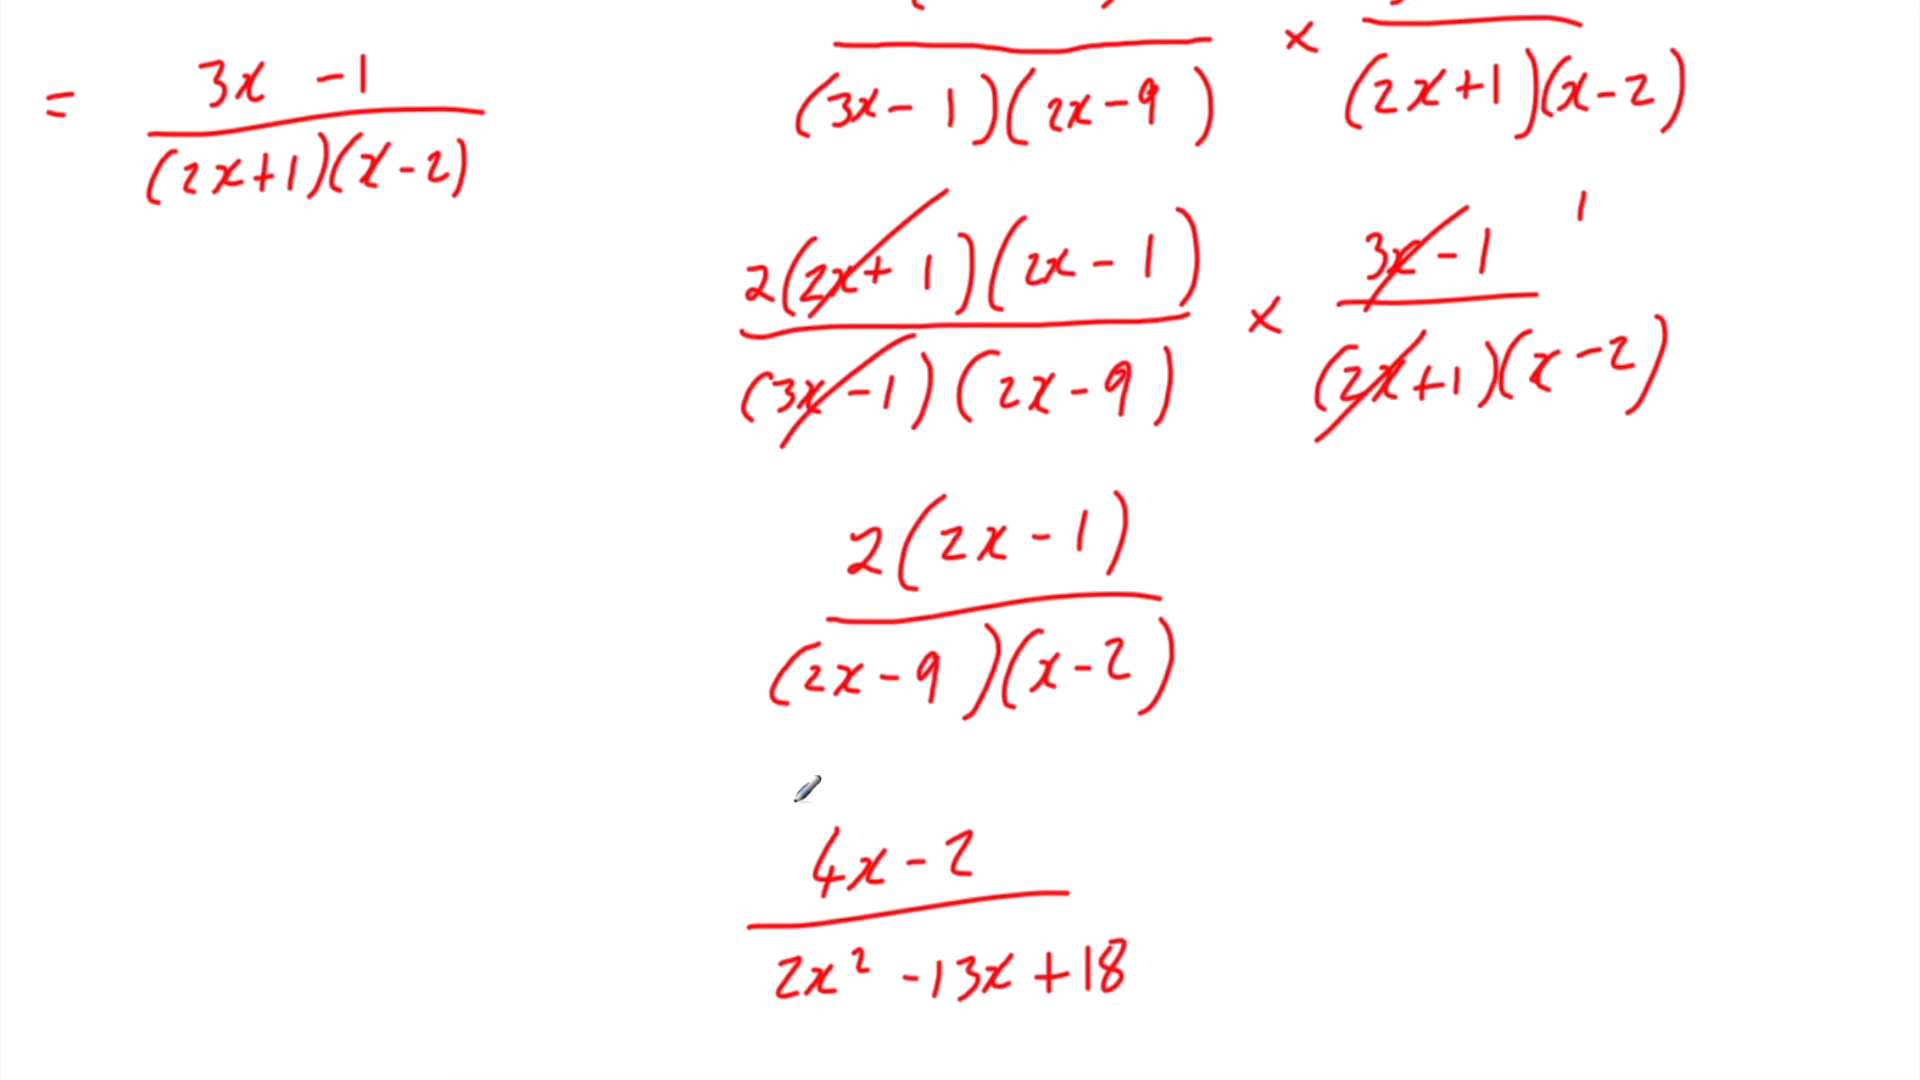 = 3x - 1
(2x+1)(x-2)
×
(3x - 1)(2x - 9) (2x+1)(x-2)
2(2x+1)(2x - 1) × 3x - 1 1
(3x - 1)(2x - 9) (2x+1)(x-2)
2(2x - 1)
(2x - 9)(x-2)
4x - 2
2x² - 13x + 18